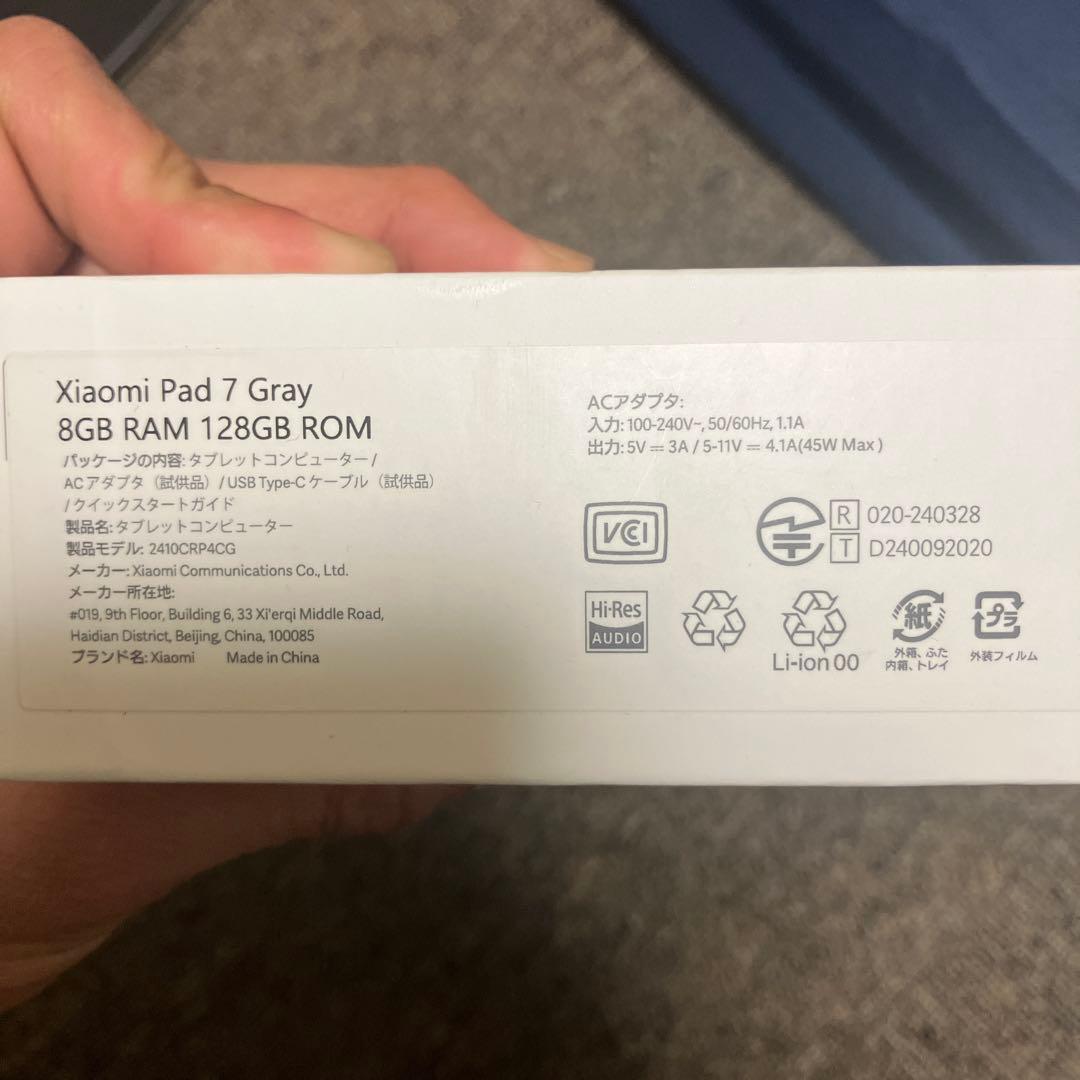 Xiaomi Pad 7 Gray
8GB RAM 128GB ROM
パッケージの内容: タブレットコンピューター /
AC アダプタ（試供品）/ USB Type-C ケーブル（試供品）
/ クイックスタートガイド
製品名: タブレットコンピューター
製品モデル: 2410CRP4CG
メーカー: Xiaomi Communications Co., Ltd.
メーカー所在地:
#019, 9th Floor, Building 6, 33 Xi'erqi Middle Road,
Haidian District, Beijing, China, 100085
ブランド名: Xiaomi Made in China
ACアダプタ:
入力: 100-240V~, 50/60Hz, 1.1A
出力: 5V ⎓ 3A / 5-11V ⎓ 4.1A(45W Max )
VCCI
R 020-240328
T D240092020
Hi-Res
AUDIO
Li-ion 00
紙
外箱、ふた
内箱、トレイ
プラ
外装フィルム